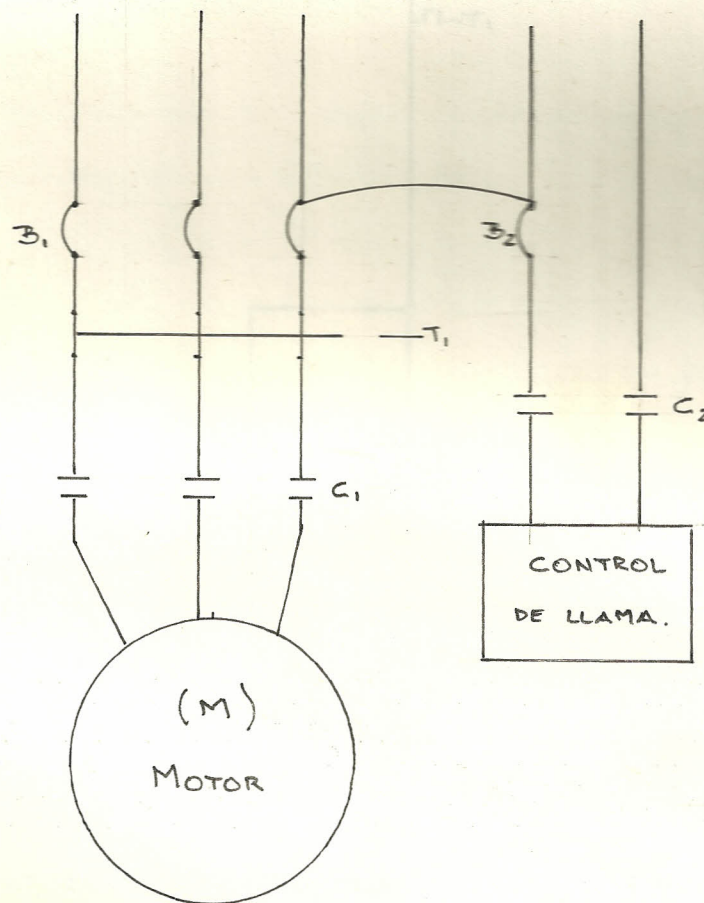 B₁
B₂
T₁
C₂
C₁
CONTROL
DE LLAMA.
(M)
MOTOR